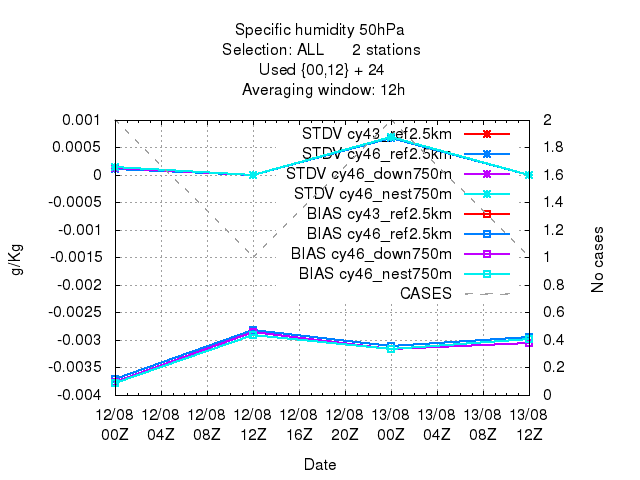 Specific humidity 50hPa
Selection: ALL 2 stations
Used {00,12} + 24
Averaging window: 12h
0.001
0.0005
0
-0.0005
-0.001
-0.0015
-0.002
-0.0025
-0.003
-0.0035
-0.004
g/Kg
STDV cy43_ref2.5km
STDV cy46_ref2.5km
STDV cy46_down750m
STDV cy46_nest750m
BIAS cy43_ref2.5km
BIAS cy46_ref2.5km
BIAS cy46_down750m
BIAS cy46_nest750m
CASES
2
1.8
1.6
1.4
1.2
1
0.8
0.6
0.4
0.2
0
No cases
12/08 12/08 12/08 12/08 12/08 12/08 13/08 13/08 13/08 13/08
00Z 04Z 08Z 12Z 16Z 20Z 00Z 04Z 08Z 12Z
Date